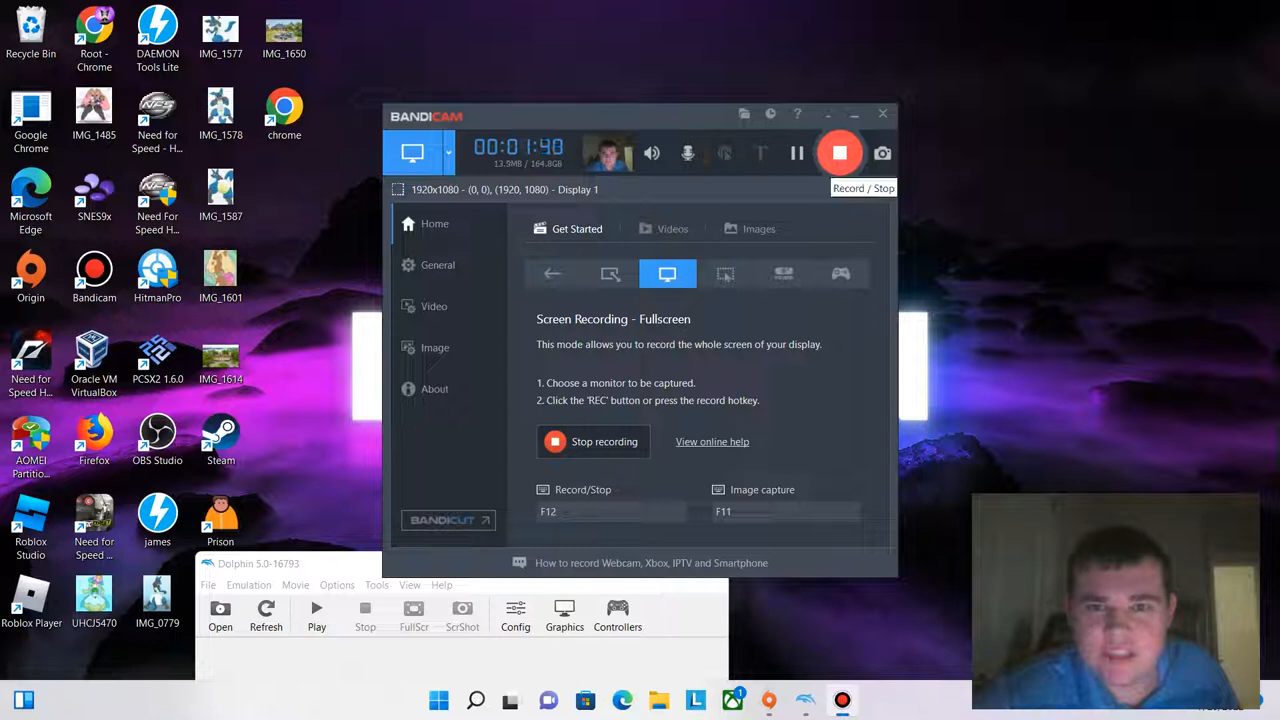 Recycle Bin
Root -
Chrome
DAEMON
Tools Lite
IMG_1577
IMG_1650
Google
Chrome
IMG_1485
NFS
Need for
Speed - H...
IMG_1578
chrome
Microsoft
Edge
SNES9x
Need For
Speed H...
IMG_1587
Origin
Bandicam
HitmanPro
IMG_1601
Need for
Speed H...
Oracle VM
VirtualBox
PCSX2 1.6.0
IMG_1614
AOMEI
Partitio...
Firefox
OBS Studio
Steam
Roblox
Studio
Need for
Speed ...
james
Prison
Roblox Player
UHCJ5470
IMG_0779
BANDICAM
?
00:01:40
13.9MB / 164.8GB
T
1920x1080 - (0, 0), (1920, 1080) - Display 1
Record / Stop
Home
General
Video
Image
About
BANDICUT
Get Started
Videos
Images
Screen Recording - Fullscreen
This mode allows you to record the whole screen of your display.
1. Choose a monitor to be captured.
2. Click the 'REC' button or press the record hotkey.
Stop recording
View online help
Record/Stop
Image capture
F12
F11
How to record Webcam, Xbox, IPTV and Smartphone
Dolphin 5.0-16793
File Emulation Movie Options Tools View Help
Open Refresh Play Stop FullScr ScrShot Config Graphics Controllers
L
1